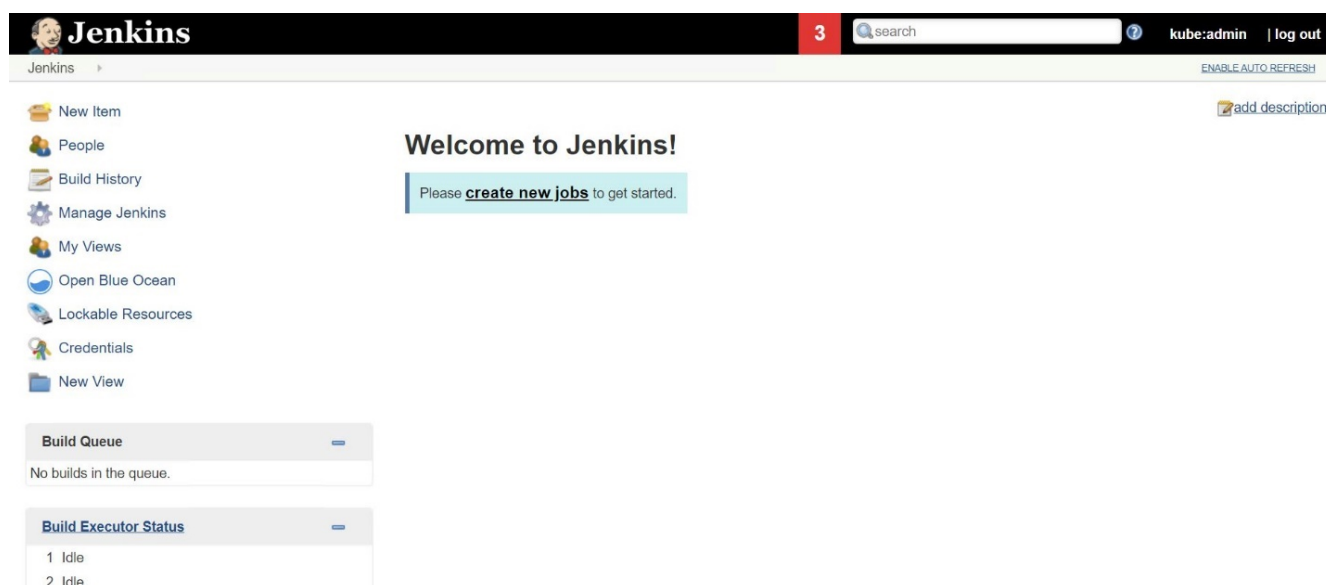 Jenkins
3
search
kube:admin | log out
Jenkins
ENABLE AUTO REFRESH
New Item
People
Build History
Manage Jenkins
My Views
Open Blue Ocean
Lockable Resources
Credentials
New View
add description
Welcome to Jenkins!
Please create new jobs to get started.
Build Queue
No builds in the queue.
Build Executor Status
1 Idle
2 Idle